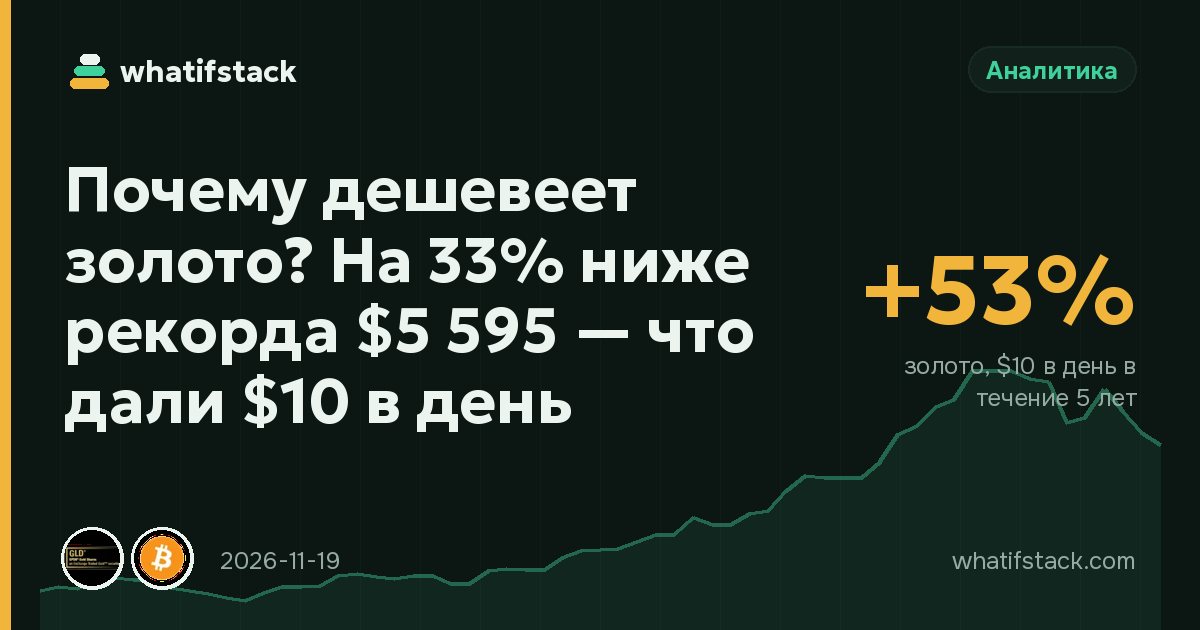 whatifstack
Аналитика
Почему дешевеет
золото? На 33% ниже
рекорда $5 595 — что
дали $10 в день
+53%
золото, $10 в день в
течение 5 лет
GLD
2026-11-19
whatifstack.com